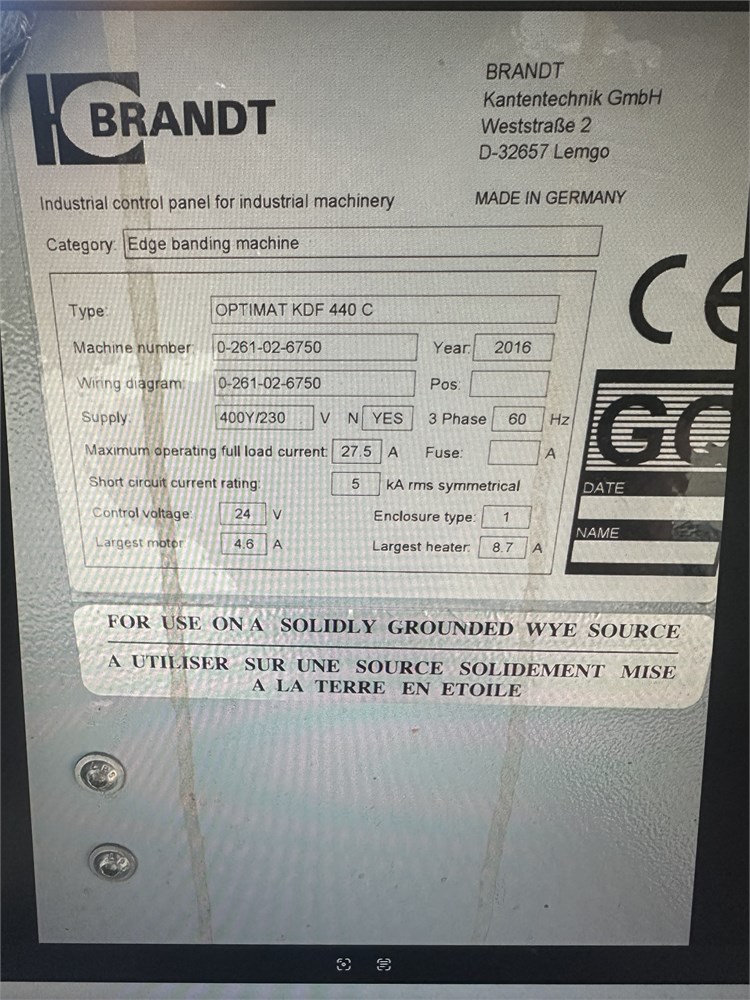 BRANDT
BRANDT
Kantentechnik GmbH
Weststraße 2
D-32657 Lemgo
Industrial control panel for industrial machinery
MADE IN GERMANY
Category: Edge banding machine
CE
Type: OPTIMAT KDF 440 C
Machine number: 0-261-02-6750 Year: 2016
Wiring diagram: 0-261-02-6750 Pos:
Supply: 400Y/230 V N YES 3 Phase 60 Hz
Maximum operating full load current: 27.5 A Fuse: A
Short circuit current rating: 5 kA rms symmetrical
Control voltage: 24 V Enclosure type: 1
Largest motor 4.6 A Largest heater: 8.7 A
DATE
NAME
FOR USE ON A SOLIDLY GROUNDED WYE SOURCE
A UTILISER SUR UNE SOURCE SOLIDEMENT MISE
A LA TERRE EN ETOILE